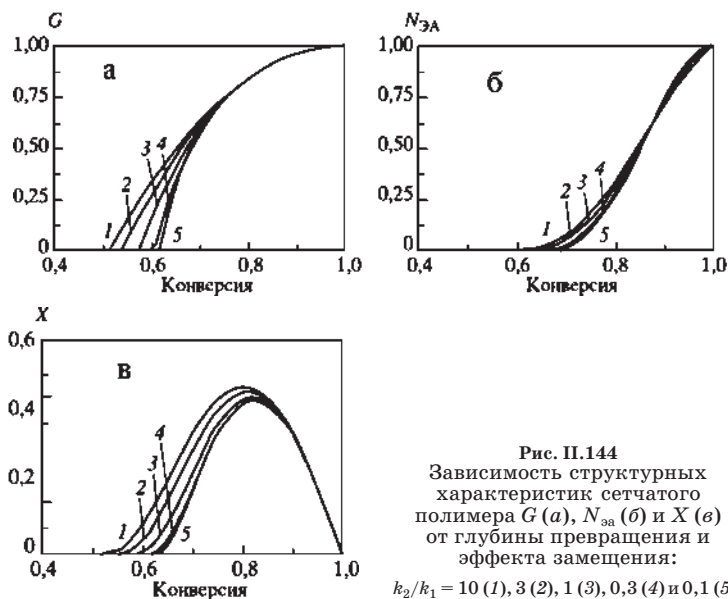 G
1,00
0,75
0,50
0,25
0
а
1
2
3
4
5
0,4
0,6
0,8
1,0
Конверсия
N_ЭА
1,00
0,75
0,50
0,25
0
б
1
2
3
4
5
0,4
0,6
0,8
1,0
Конверсия
X
0,6
0,4
0,2
0
в
1
2
3
4
5
0,4
0,6
0,8
1,0
Конверсия
Рис. II.144
Зависимость структурных
характеристик сетчатого
полимера G (а), N_эа (б) и X (в)
от глубины превращения и
эффекта замещения:
k₂/k₁ = 10 (1), 3 (2), 1 (3), 0,3 (4) и 0,1 (5